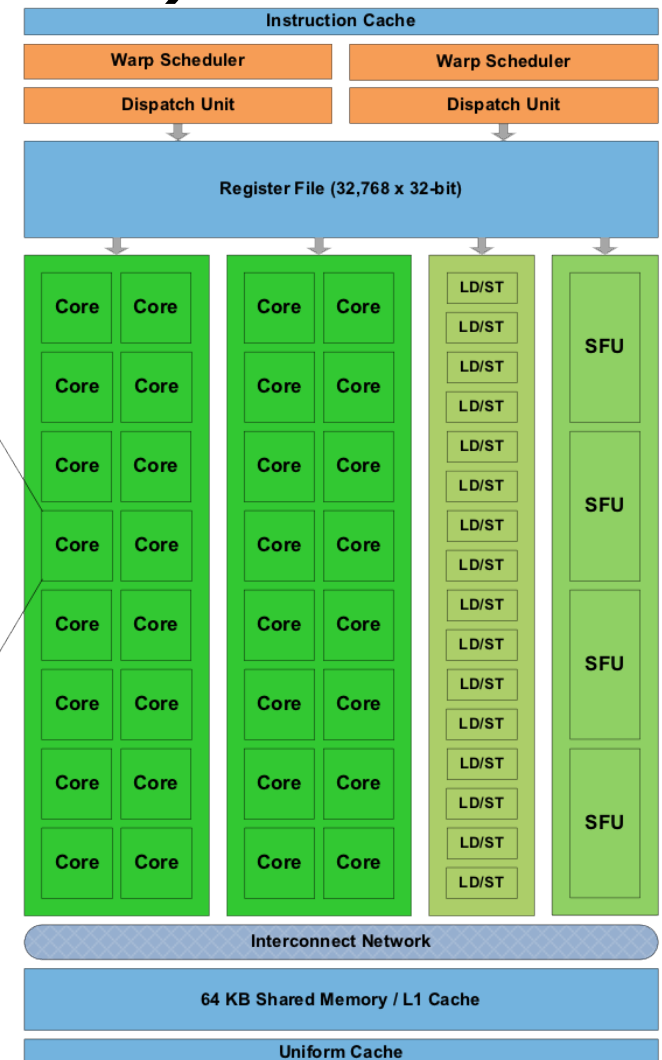 Instruction Cache
Warp Scheduler Warp Scheduler
Dispatch Unit Dispatch Unit
Register File (32,768 x 32-bit)
Core Core Core Core LD/ST
LD/ST
SFU
Core Core Core Core LD/ST
LD/ST
Core Core Core Core LD/ST
LD/ST
SFU
Core Core Core Core LD/ST
LD/ST
Core Core Core Core LD/ST
LD/ST
SFU
Core Core Core Core LD/ST
LD/ST
Core Core Core Core LD/ST
LD/ST
SFU
Core Core Core Core LD/ST
LD/ST
Interconnect Network
64 KB Shared Memory / L1 Cache
Uniform Cache